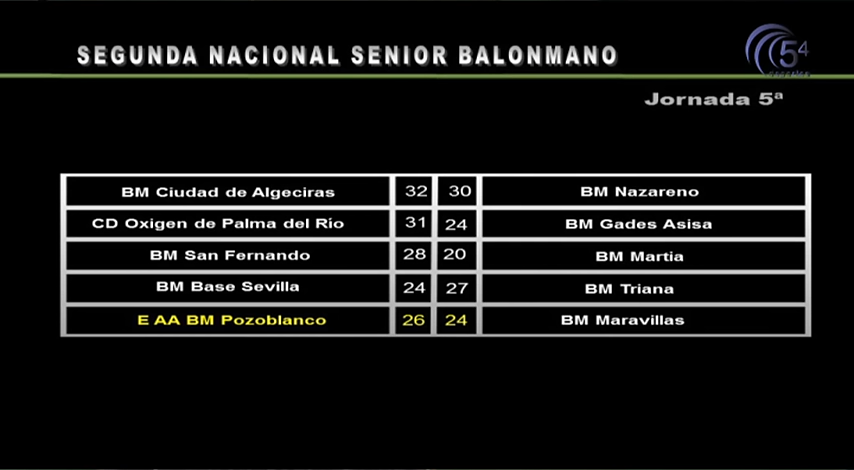 SEGUNDA NACIONAL SENIOR BALONMANO
54
Jornada 5ª
BM Ciudad de Algeciras 32 30 BM Nazareno
CD Oxigen de Palma del Río 31 24 BM Gades Asisa
BM San Fernando 28 20 BM Martia
BM Base Sevilla 24 27 BM Triana
E AA BM Pozoblanco 26 24 BM Maravillas